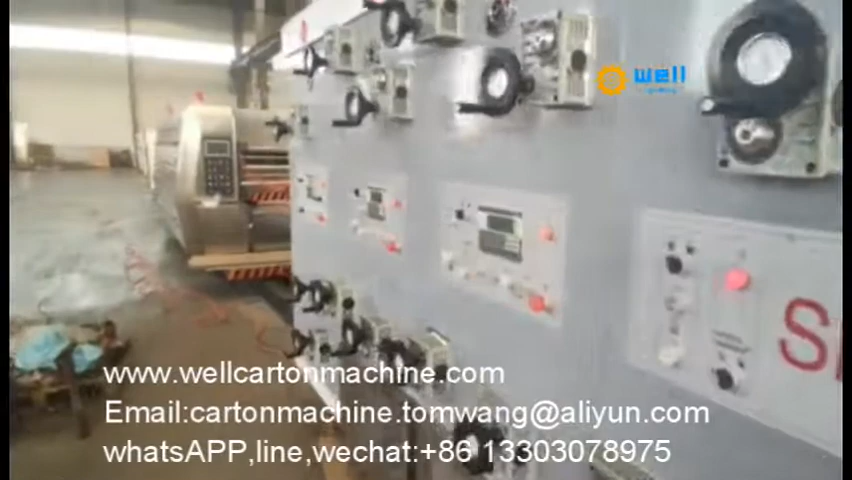 well
www.wellcartonmachine.com
Email:cartonmachine.tomwang@aliyun.com
whatsAPP,line,wechat:+86 13303078975